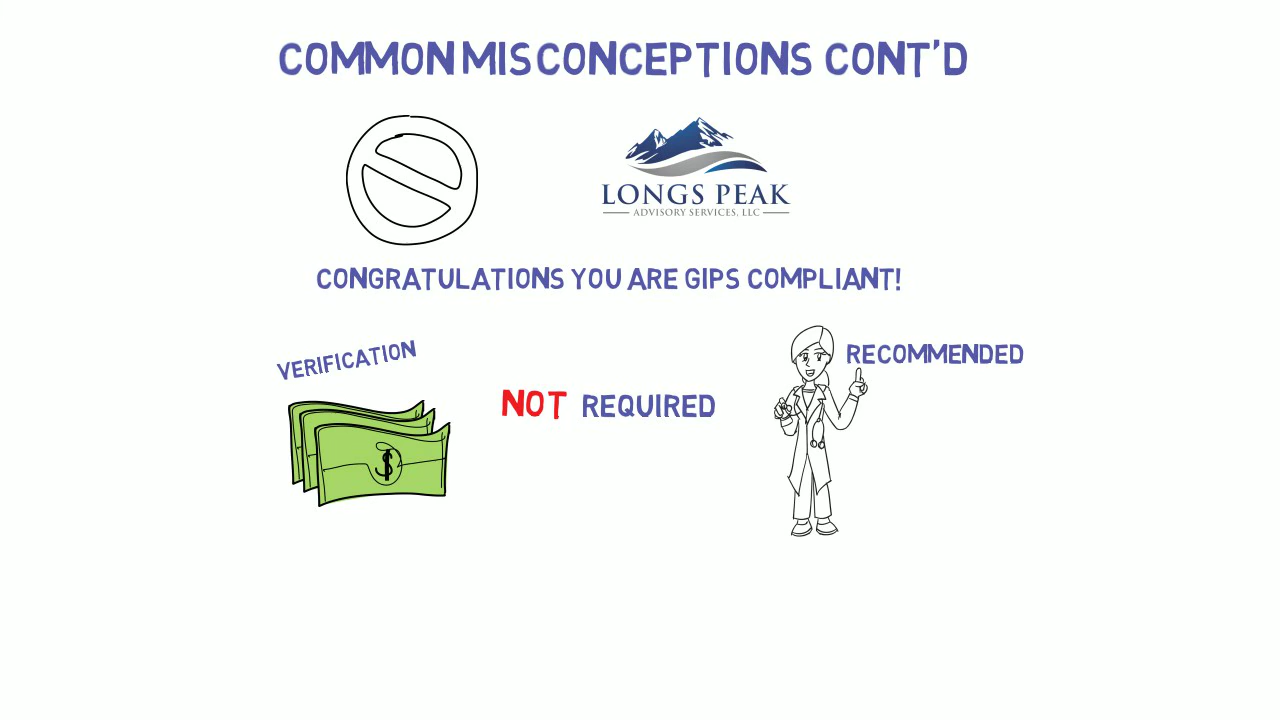 COMMON MISCONCEPTIONS CONT'D
LONGS PEAK
ADVISORY SERVICES, LLC
CONGRATULATIONS YOU ARE GIPS COMPLIANT!
VERIFICATION
RECOMMENDED
NOT REQUIRED
$